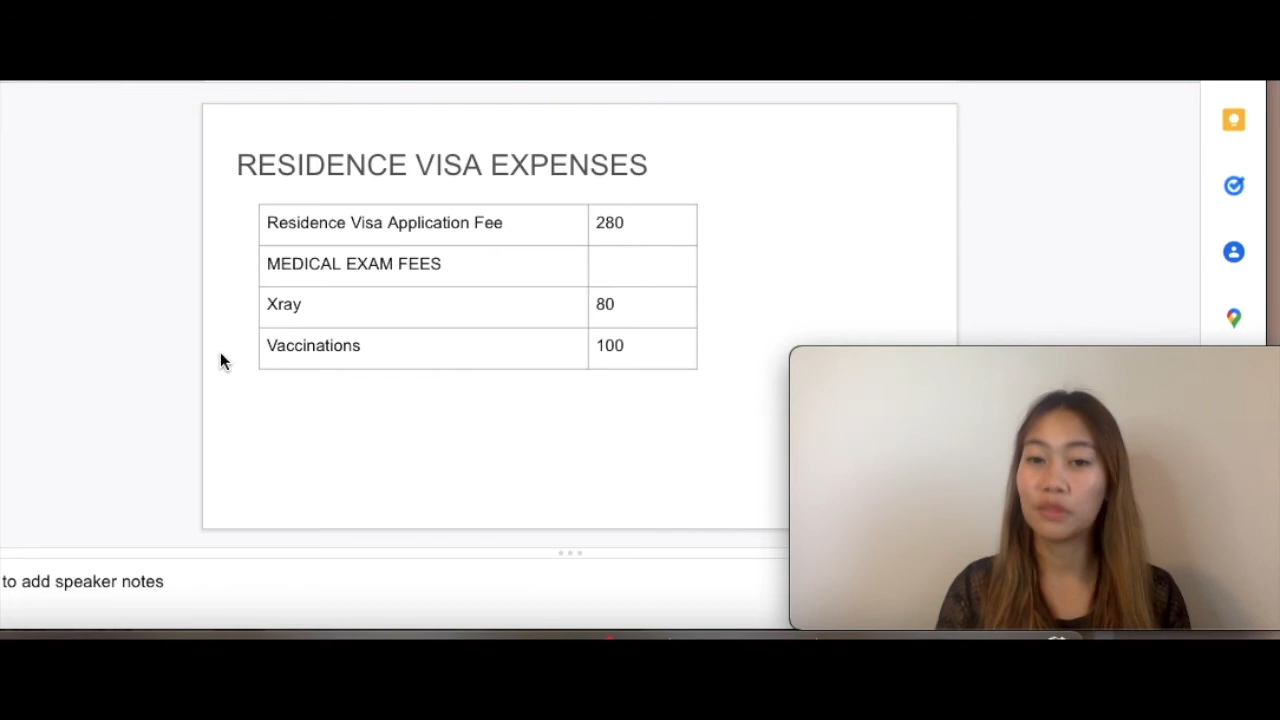 RESIDENCE VISA EXPENSES
Residence Visa Application Fee 280
MEDICAL EXAM FEES
Xray 80
Vaccinations 100
to add speaker notes